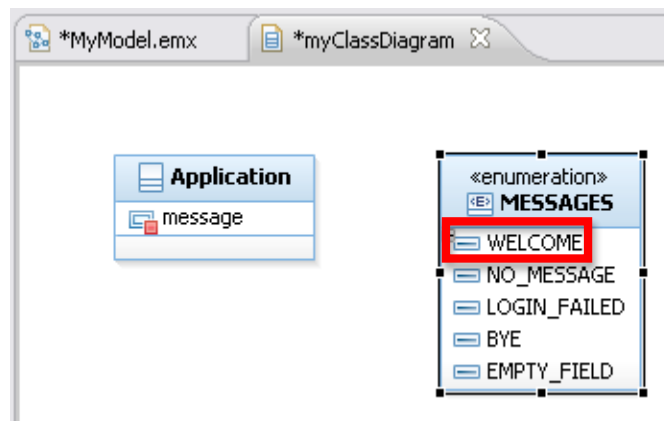 *MyModel.emx
*myClassDiagram
Application
message
«enumeration»
«E» MESSAGES
WELCOME
NO_MESSAGE
LOGIN_FAILED
BYE
EMPTY_FIELD